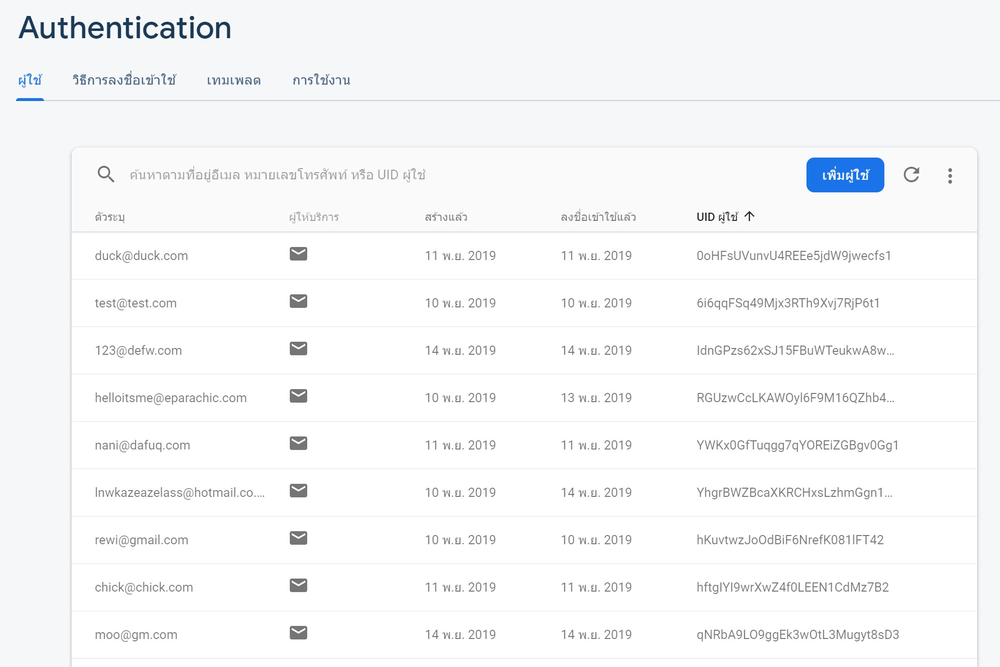 Authentication
ผู้ใช้ วิธีการลงชื่อเข้าใช้ เทมเพลต การใช้งาน
ค้นหาตามที่อยู่อีเมล หมายเลขโทรศัพท์ หรือ UID ผู้ใช้ เพิ่มผู้ใช้
ตัวระบุ ผู้ให้บริการ สร้างแล้ว ลงชื่อเข้าใช้แล้ว UID ผู้ใช้
duck@duck.com 11 พ.ย. 2019 11 พ.ย. 2019 0oHFsUVunvU4REEe5jdW9jwecfs1
test@test.com 10 พ.ย. 2019 10 พ.ย. 2019 6i6qqFSq49Mjx3RTh9Xvj7RjP6t1
123@defw.com 14 พ.ย. 2019 14 พ.ย. 2019 IdnGPzs62xSJ15FBuWTeukwA8w...
helloitsme@eparachic.com 10 พ.ย. 2019 13 พ.ย. 2019 RGUzwCcLKAWOyl6F9M16QZhb4...
nani@dafuq.com 11 พ.ย. 2019 11 พ.ย. 2019 YWKx0GfTuqgg7qYOREiZGBgv0Gg1
lnwkazeazelass@hotmail.co.... 10 พ.ย. 2019 14 พ.ย. 2019 YhgrBWZBcaXKRCHxsLzhmGgn1...
rewi@gmail.com 10 พ.ย. 2019 10 พ.ย. 2019 hKuvtwzJoOdBiF6NrefK081lFT42
chick@chick.com 11 พ.ย. 2019 11 พ.ย. 2019 hftgIYI9wrXwZ4f0LEEN1CdMz7B2
moo@gm.com 14 พ.ย. 2019 14 พ.ย. 2019 qNRbA9LO9ggEk3wOtL3Mugyt8sD3